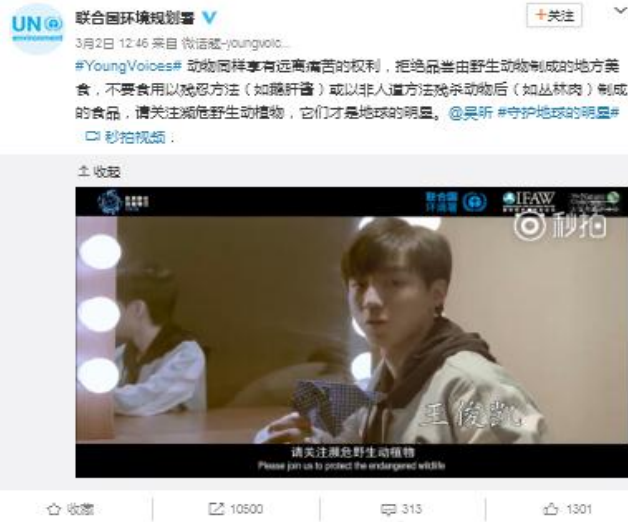 UN
environment
联合国环境规划署
+关注
3月2日 12:46 来自 微话题-youngvoic...
#YoungVoices# 动物同样享有远离痛苦的权利，拒绝品尝由野生动物制成的地方美
食，不要食用以残忍方法（如鹅肝酱）或以非人道方法残杀动物后（如丛林肉）制成
的食品，请关注濒危野生动植物，它们才是地球的明星。@吴昕 #守护地球的明星#
秒拍视频 .
收起
联合国
环境署
IFAW
秒拍
王俊凯
请关注濒危野生动植物
Please join us to protect the endangered wildlife
收藏
10500
313
1301